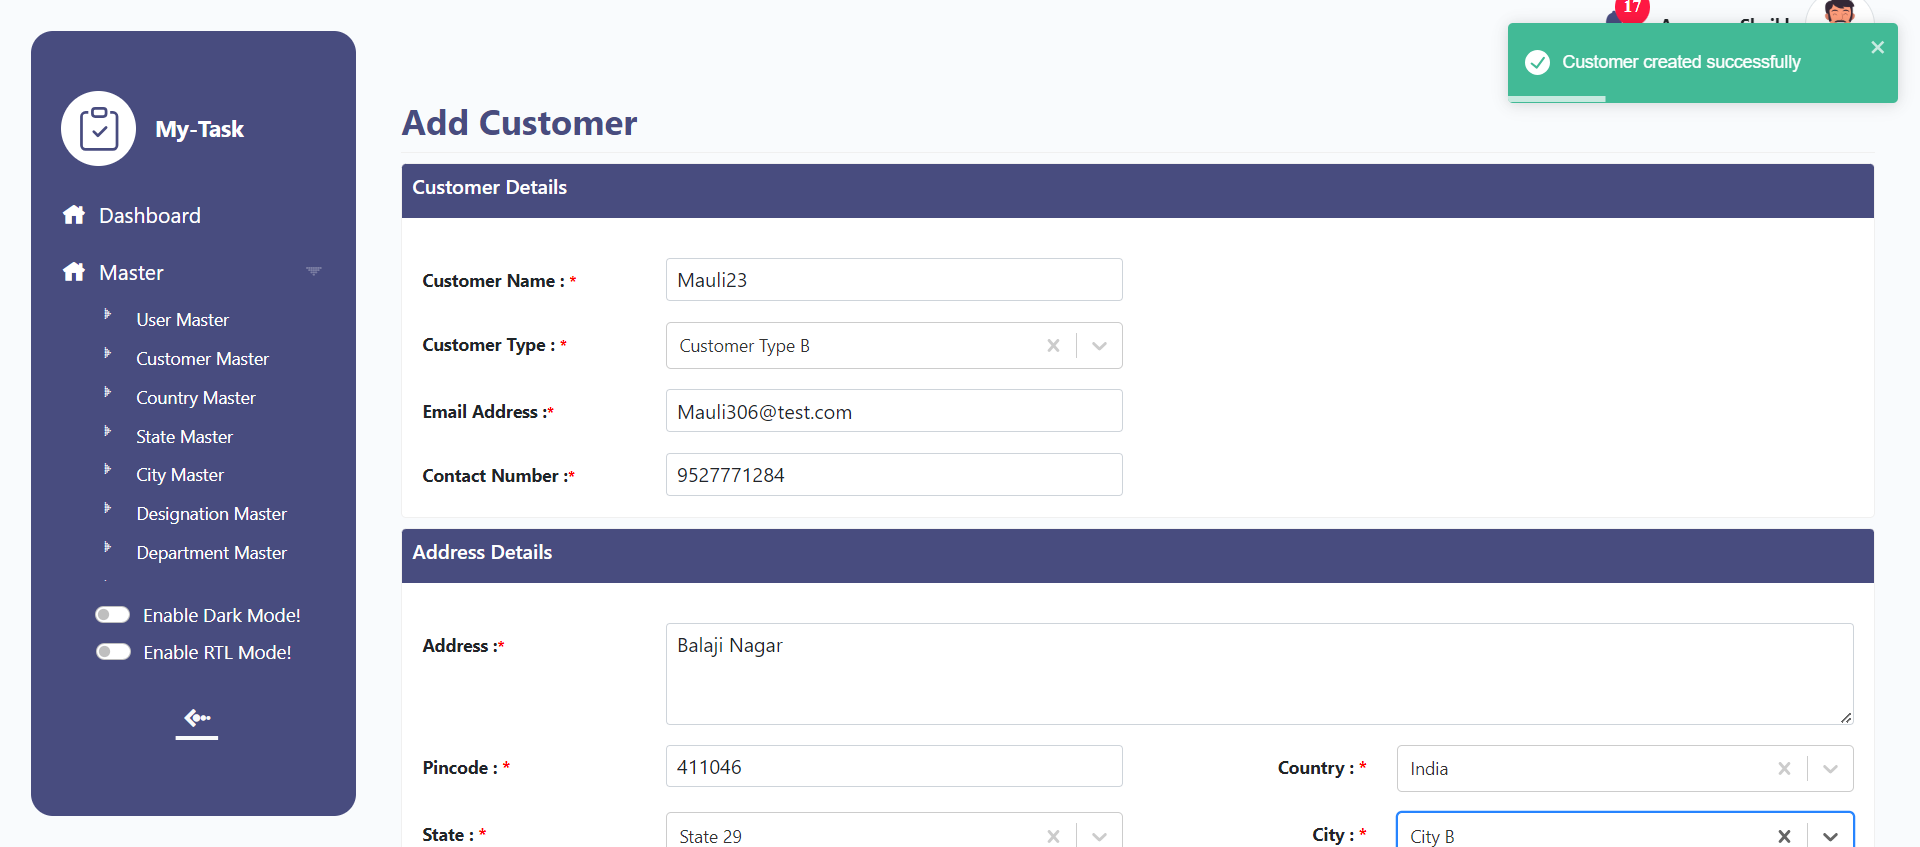 17
Customer created successfully
My-Task
Add Customer
Dashboard
Customer Details
Master
Customer Name : * Mauli23
User Master
Customer Type : * Customer Type B
Customer Master
Country Master
Email Address :* Mauli306@test.com
State Master
City Master
Contact Number :* 9527771284
Designation Master
Department Master
Address Details
Enable Dark Mode!
Enable RTL Mode!
Address :* Balaji Nagar
Pincode : * 411046 Country : * India
State : * State 29 City : * City B